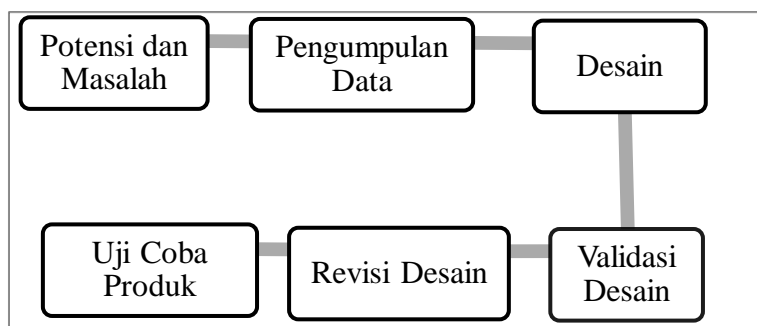 Potensi dan
Masalah
Pengumpulan
Data
Desain
Validasi
Desain
Revisi Desain
Uji Coba
Produk